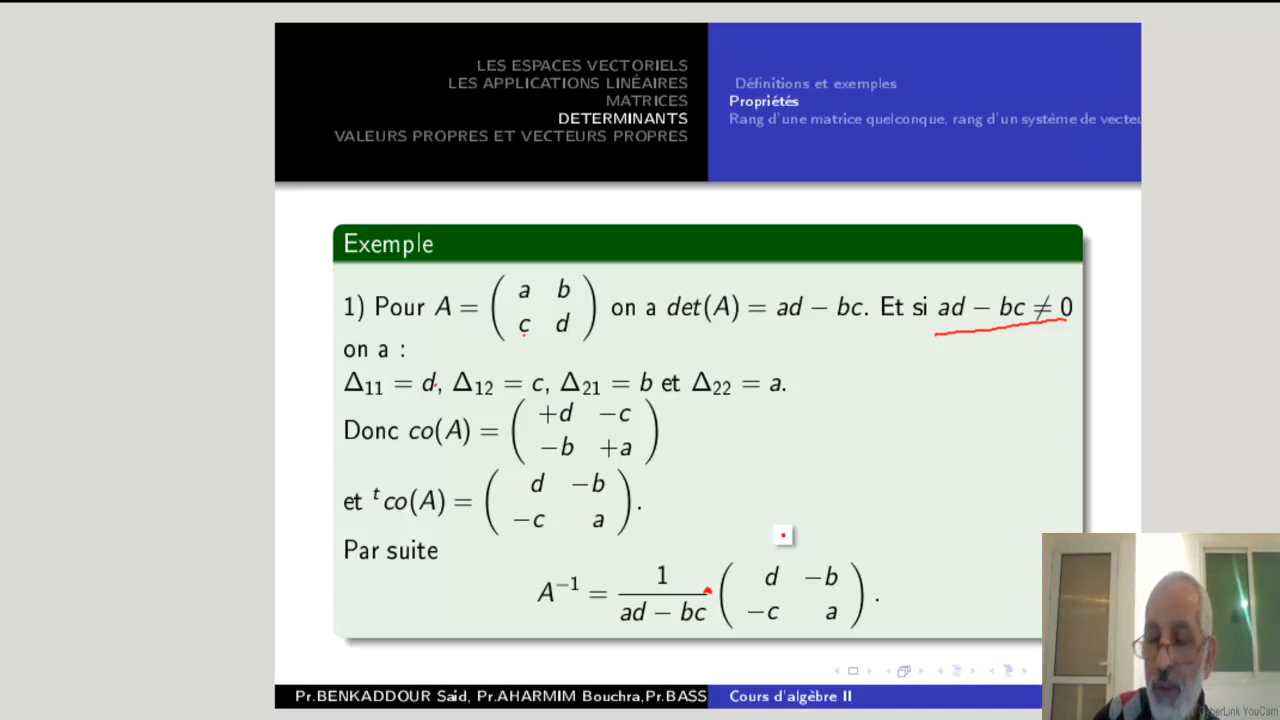 LES ESPACES VECTORIELS
LES APPLICATIONS LINÉAIRES
MATRICES
DETERMINANTS
VALEURS PROPRES ET VECTEURS PROPRES
Définitions et exemples
Propriétés
Rang d'une matrice quelconque, rang d'un système de vecteu
Exemple
1) Pour A = ( a b ; c d ) on a det(A) = ad − bc. Et si ad − bc ≠ 0
on a :
Δ₁₁ = d, Δ₁₂ = c, Δ₂₁ = b et Δ₂₂ = a.
Donc co(A) = ( +d −c ; −b +a )
et ᵗco(A) = ( d −b ; −c a ).
Par suite
A⁻¹ = 1/(ad − bc) ( d −b ; −c a ).
Pr.BENKADDOUR Said, Pr.AHARMIM Bouchra,Pr.BASS
Cours d'algèbre II
CyberLink YouCam